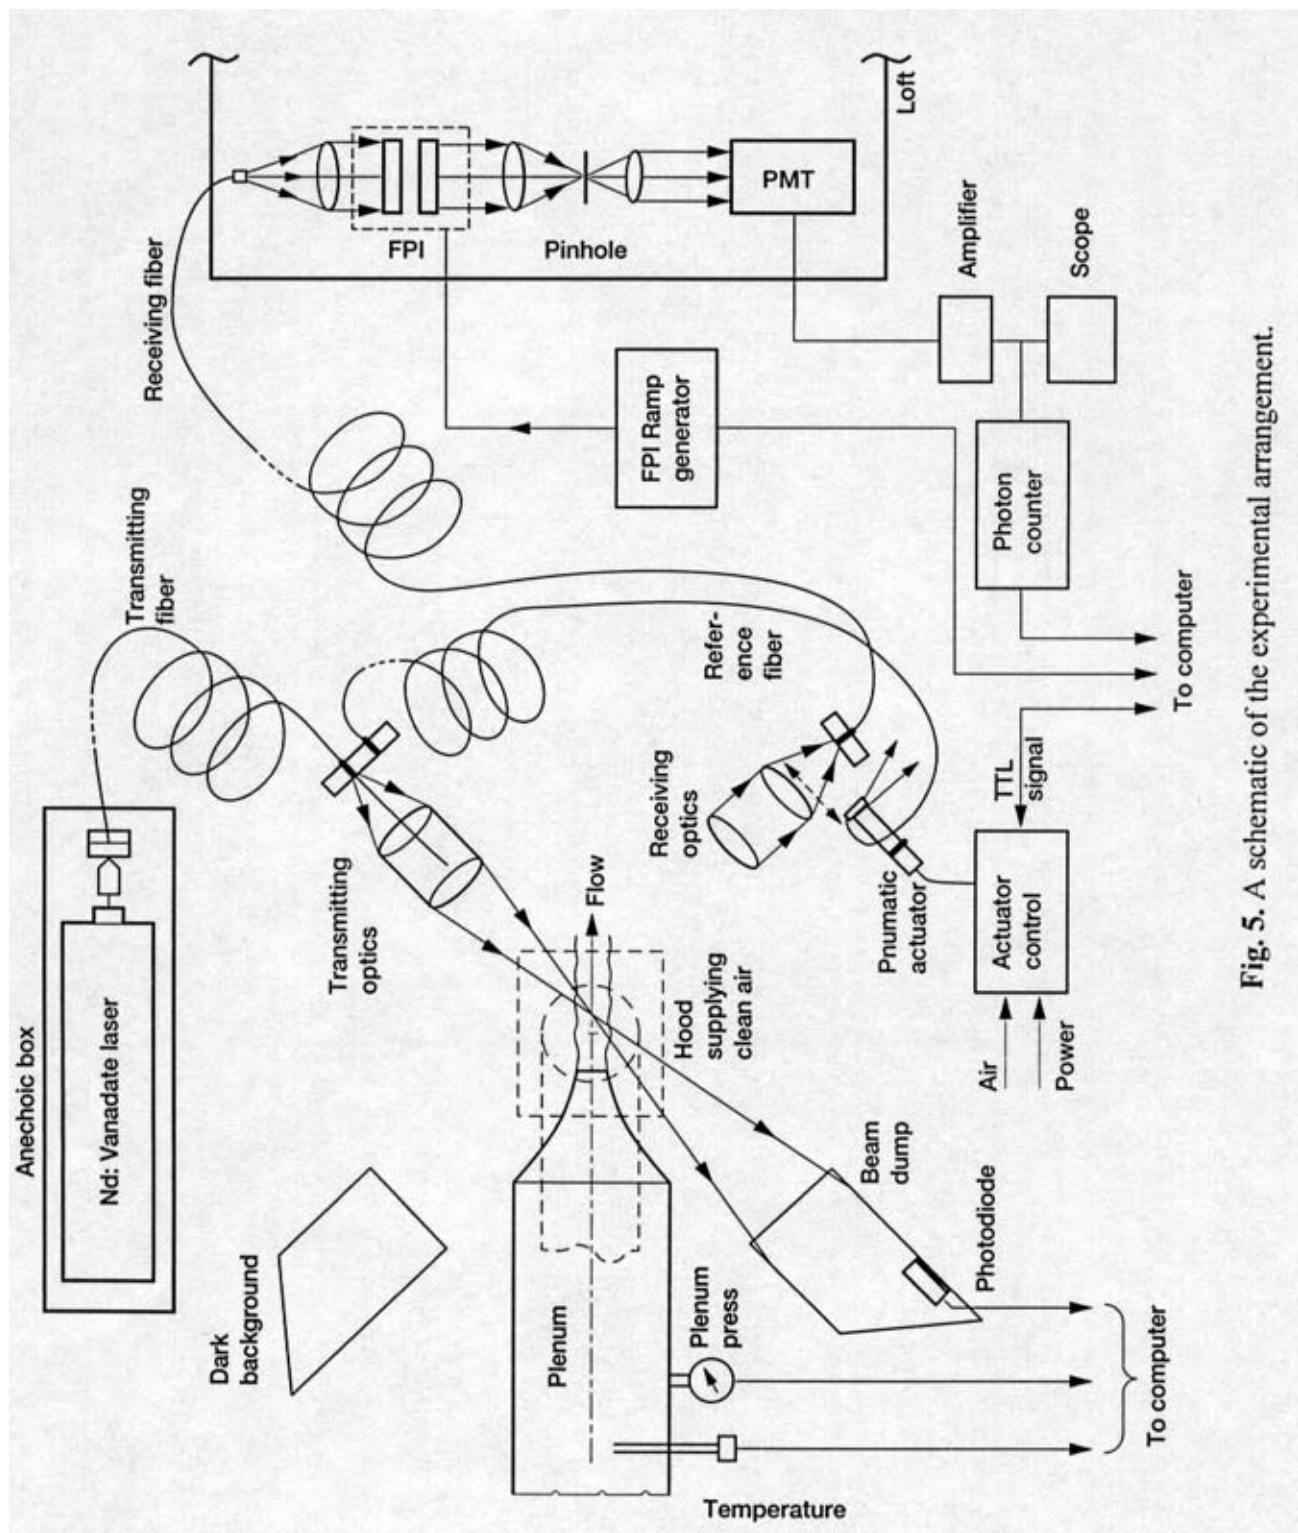 Anechoic box
Nd: Vanadate laser
Transmitting
fiber
Receiving fiber
FPI
Pinhole
PMT
Loft
Dark
background
Transmitting
optics
FPI Ramp
generator
Amplifier
Scope
Refer-
ence
fiber
Photon
counter
To computer
Plenum
Flow
Hood
supplying
clean air
Receiving
optics
Pnumatic
actuator
TTL
signal
Actuator
control
Air
Power
Temperature
Plenum
press
Beam
dump
Photodiode
To computer
Fig. 5. A schematic of the experimental arrangement.